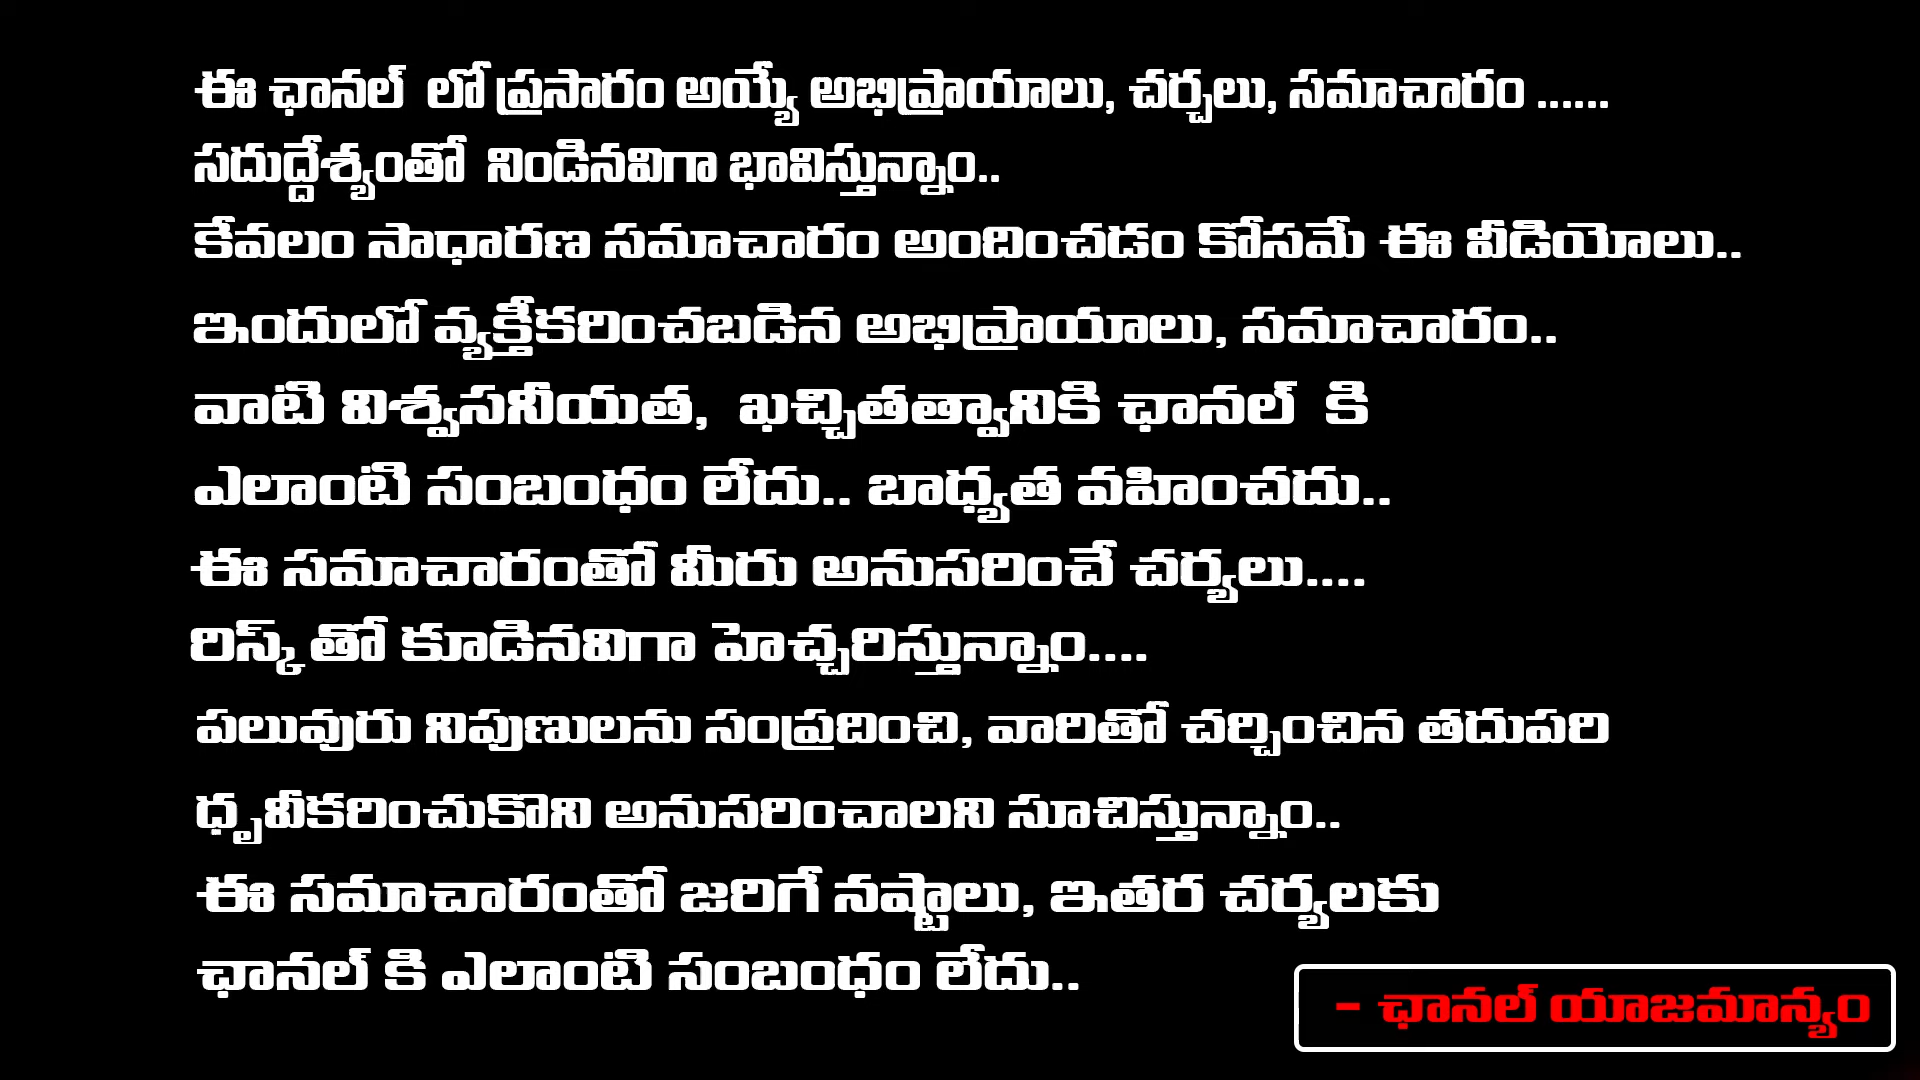 ఈ ఛానల్ లో ప్రసారం అయ్యే అభిప్రాయాలు, చర్చలు, సమాచారం ......
సదుద్దేశ్యంతో నిండినవిగా భావిస్తున్నాం..
కేవలం సాధారణ సమాచారం అందించడం కోసమే ఈ వీడియోలు..
ఇందులో వ్యక్తీకరించబడిన అభిప్రాయాలు, సమాచారం..
వాటి విశ్వసనీయత, ఖచ్చితత్వానికి ఛానల్ కి
ఎలాంటి సంబంధం లేదు.. బాధ్యత వహించదు..
ఈ సమాచారంతో మీరు అనుసరించే చర్యలు....
రిస్క్ తో కూడినవిగా హెచ్చరిస్తున్నాం....
పలువురు నిపుణులను సంప్రదించి, వారితో చర్చించిన తదుపరి
ధృవీకరించుకొని అనుసరించాలని సూచిస్తున్నాం..
ఈ సమాచారంతో జరిగే నష్టాలు, ఇతర చర్యలకు
ఛానల్ కి ఎలాంటి సంబంధం లేదు..
- ఛానల్ యాజమాన్యం